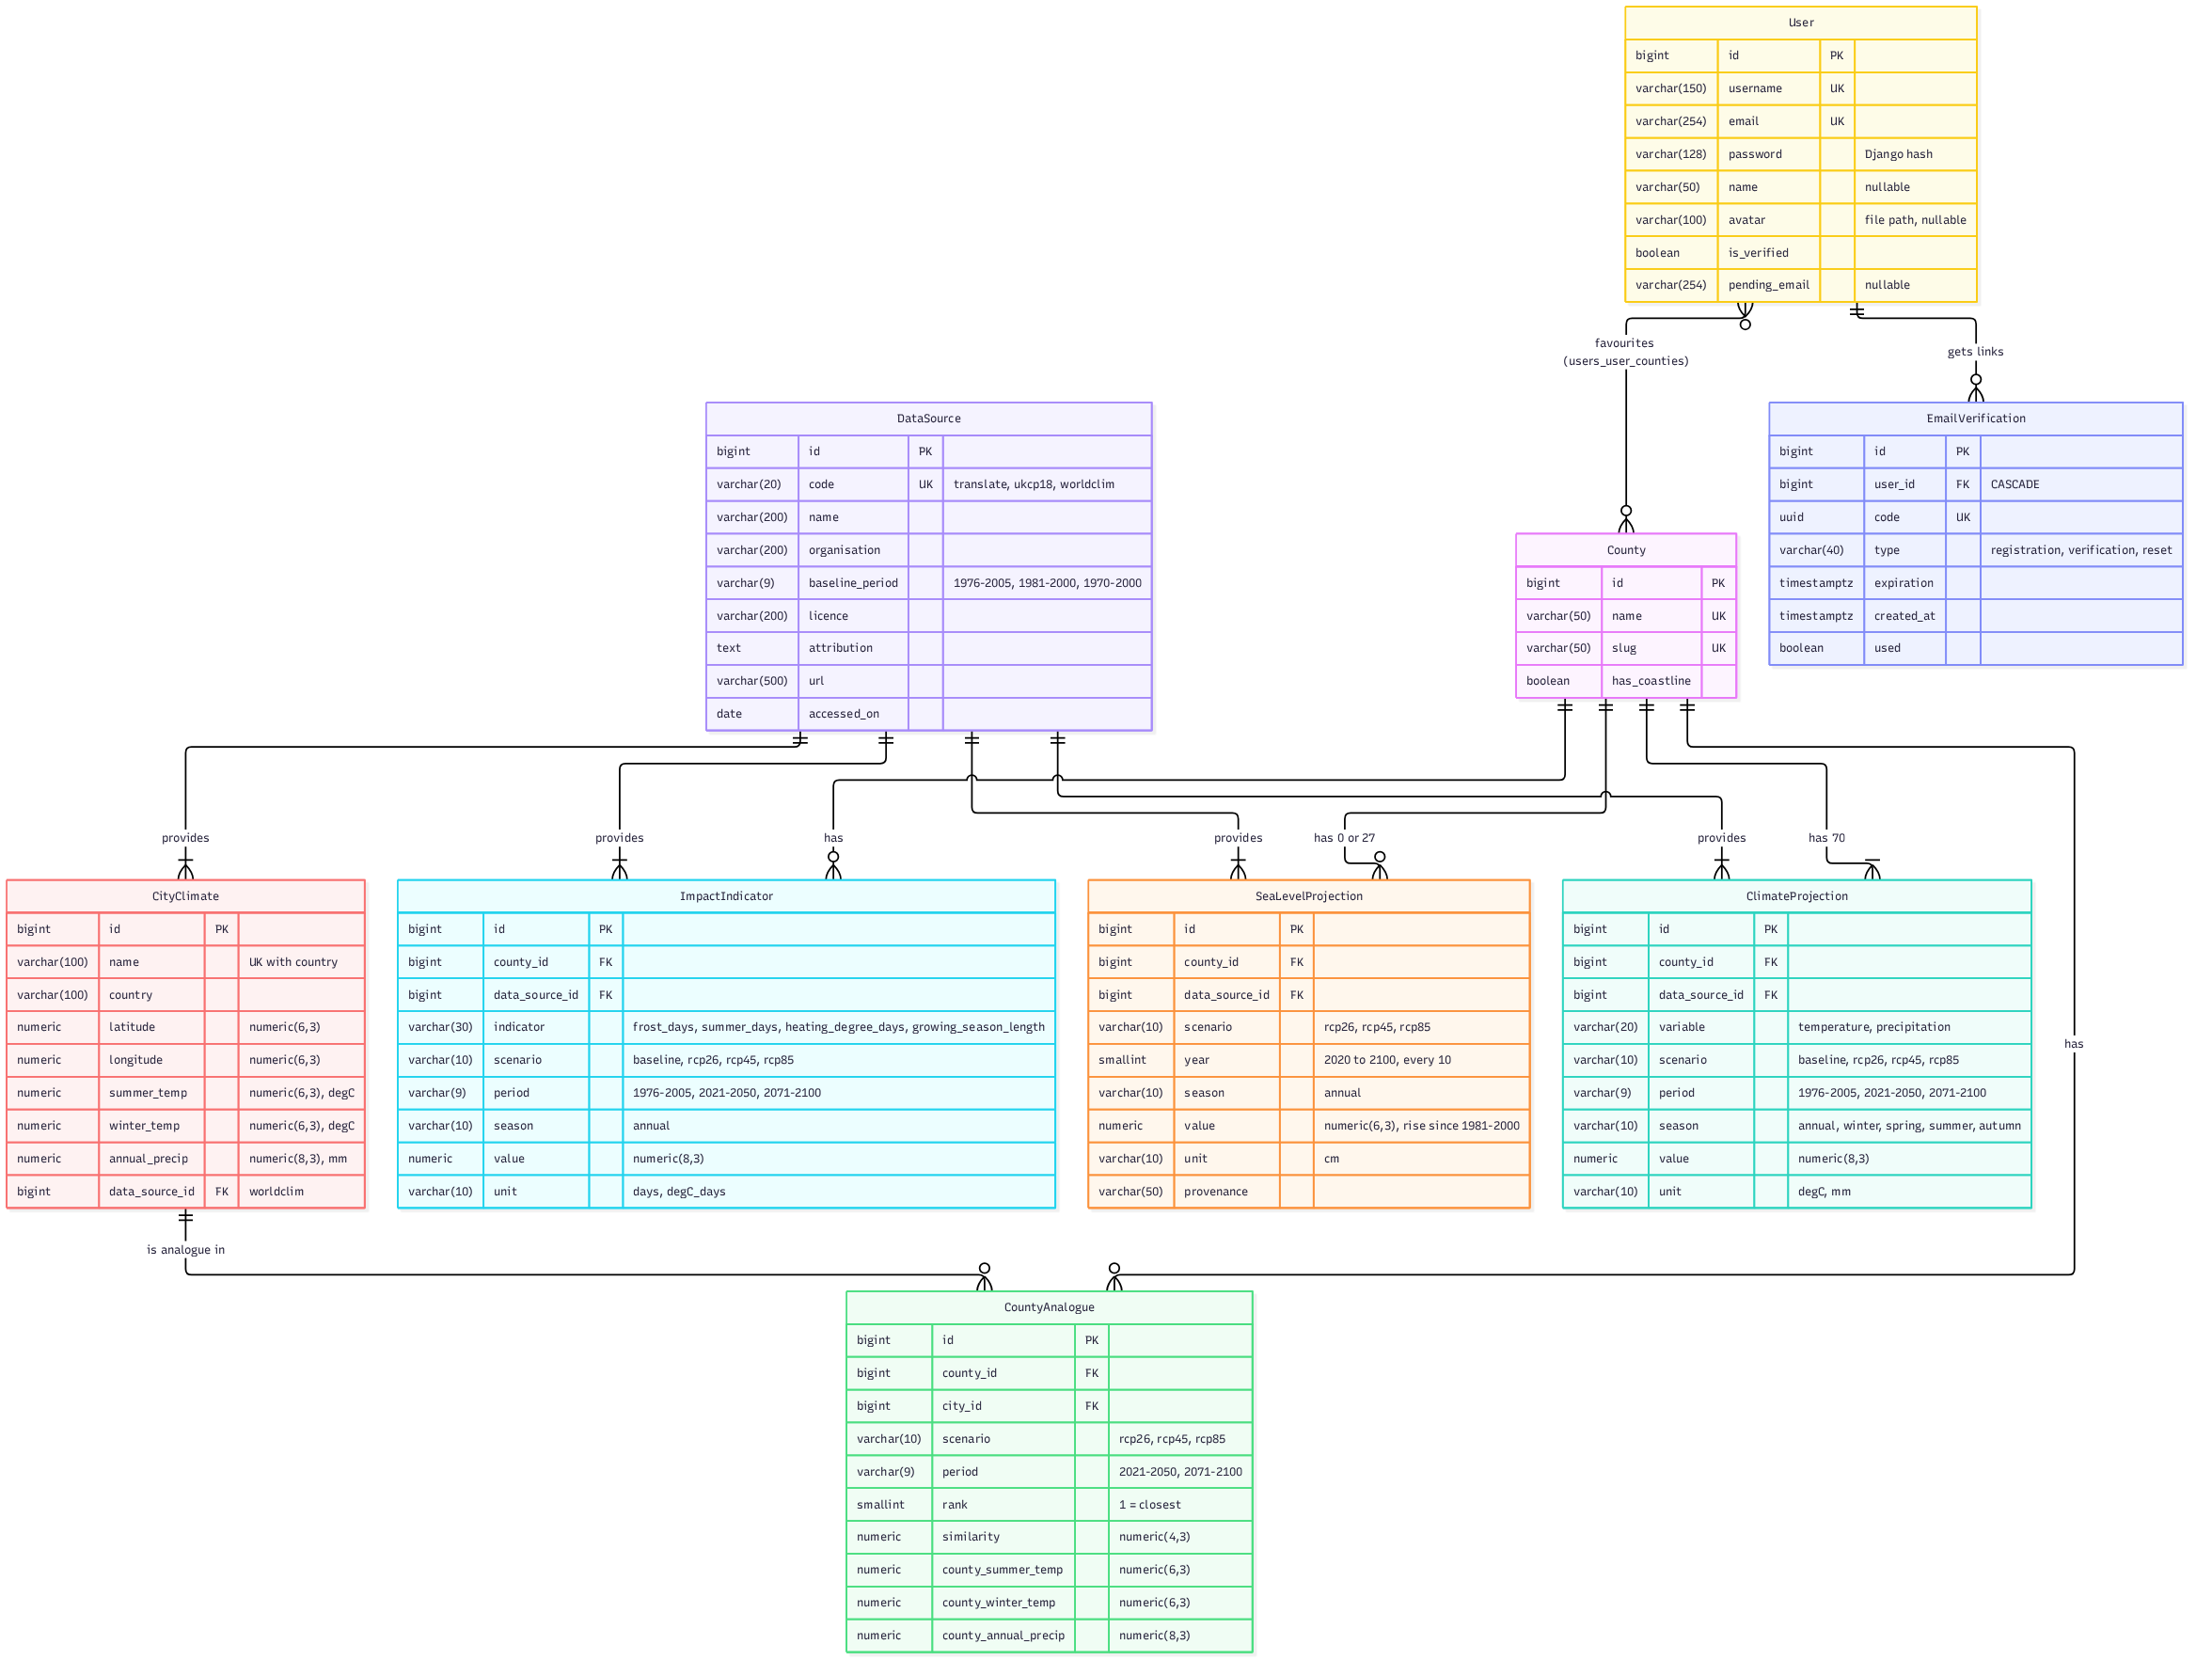 User
bigint id PK
varchar(150) username UK
varchar(254) email UK
varchar(128) password Django hash
varchar(50) name nullable
varchar(100) avatar file path, nullable
boolean is_verified
varchar(254) pending_email nullable
favourites
(users_user_counties)
gets links
DataSource
bigint id PK
varchar(20) code UK translate, ukcp18, worldclim
varchar(200) name
varchar(200) organisation
varchar(9) baseline_period 1976-2005, 1981-2000, 1970-2000
varchar(200) licence
text attribution
varchar(500) url
date accessed_on
EmailVerification
bigint id PK
bigint user_id FK CASCADE
uuid code UK
varchar(40) type registration, verification, reset
timestamptz expiration
timestamptz created_at
boolean used
County
bigint id PK
varchar(50) name UK
varchar(50) slug UK
boolean has_coastline
provides
provides
has
provides
has 0 or 27
provides
has 70
has
CityClimate
bigint id PK
varchar(100) name UK with country
varchar(100) country
numeric latitude numeric(6,3)
numeric longitude numeric(6,3)
numeric summer_temp numeric(6,3), degC
numeric winter_temp numeric(6,3), degC
numeric annual_precip numeric(8,3), mm
bigint data_source_id FK worldclim
ImpactIndicator
bigint id PK
bigint county_id FK
bigint data_source_id FK
varchar(30) indicator frost_days, summer_days, heating_degree_days, growing_season_length
varchar(10) scenario baseline, rcp26, rcp45, rcp85
varchar(9) period 1976-2005, 2021-2050, 2071-2100
varchar(10) season annual
numeric value numeric(8,3)
varchar(10) unit days, degC_days
SeaLevelProjection
bigint id PK
bigint county_id FK
bigint data_source_id FK
varchar(10) scenario rcp26, rcp45, rcp85
smallint year 2020 to 2100, every 10
varchar(10) season annual
numeric value numeric(6,3), rise since 1981-2000
varchar(10) unit cm
varchar(50) provenance
ClimateProjection
bigint id PK
bigint county_id FK
bigint data_source_id FK
varchar(20) variable temperature, precipitation
varchar(10) scenario baseline, rcp26, rcp45, rcp85
varchar(9) period 1976-2005, 2021-2050, 2071-2100
varchar(10) season annual, winter, spring, summer, autumn
numeric value numeric(8,3)
varchar(10) unit degC, mm
is analogue in
CountyAnalogue
bigint id PK
bigint county_id FK
bigint city_id FK
varchar(10) scenario rcp26, rcp45, rcp85
varchar(9) period 2021-2050, 2071-2100
smallint rank 1 = closest
numeric similarity numeric(4,3)
numeric county_summer_temp numeric(6,3)
numeric county_winter_temp numeric(6,3)
numeric county_annual_precip numeric(8,3)